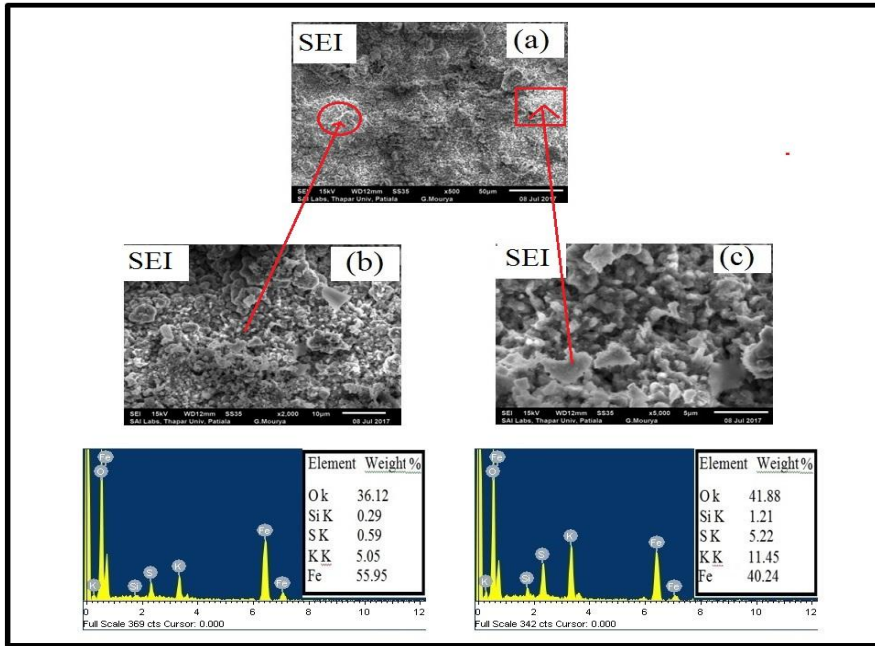 SEI
(a)
SEI 15kV WD12mm SS35 x500 50µm
SAI Labs, Thapar Univ, Patiala G.Mourya 08 Jul 2017
SEI
(b)
SEI 15kV WD12mm SS35 x2,000 10µm
SAI Labs, Thapar Univ, Patiala G.Mourya 08 Jul 2017
SEI
(c)
SEI 15kV WD12mm SS35 x5,000 5µm
SAI Labs, Thapar Univ, Patiala G.Mourya 08 Jul 2017
Fe
O
K
Si
S
K
Fe
Fe
0 2 4 6 8 10 12
Full Scale 369 cts Cursor: 0.000
Element Weight %
O k 36.12
Si K 0.29
S K 0.59
K K 5.05
Fe 55.95
Fe
O
K
Si
S
K
Fe
Fe
0 2 4 6 8 10 12
Full Scale 342 cts Cursor: 0.000
Element Weight %
O k 41.88
Si K 1.21
S K 5.22
K K 11.45
Fe 40.24